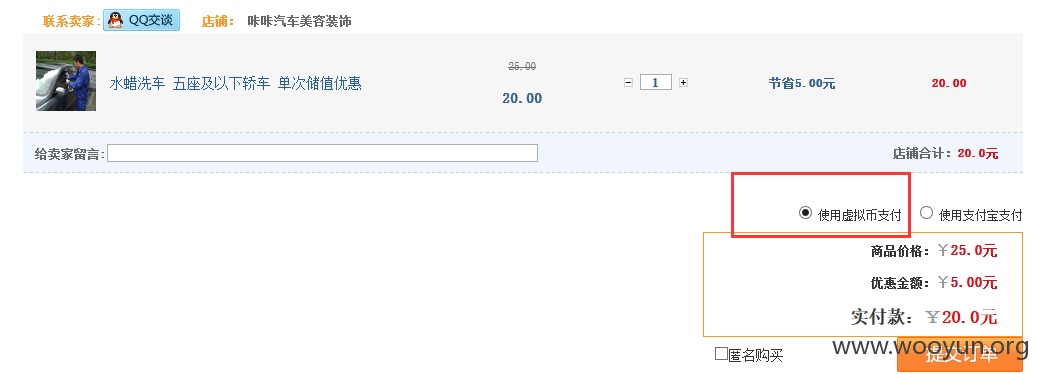 联系卖家: QQ交谈 店铺: 咔咔汽车美容装饰
25.00
水蜡洗车 五座及以下轿车 单次储值优惠 1 节省5.00元 20.00
20.00
给卖家留言: 店铺合计: 20.0元
使用虚拟币支付 使用支付宝支付
商品价格: ¥25.0元
优惠金额: ¥5.00元
实付款: ¥20.0元
匿名购买 提交订单
www.wooyun.org